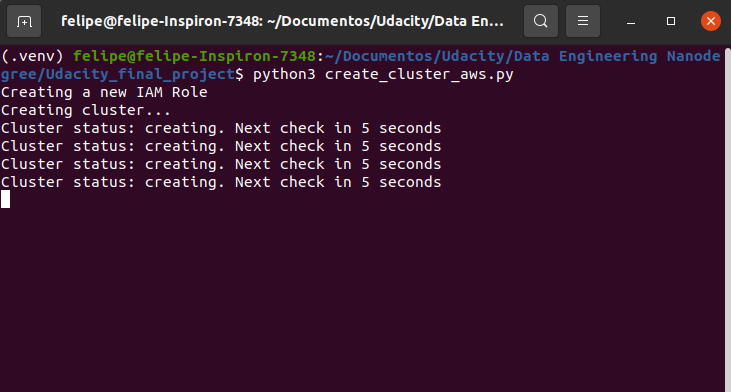 felipe@felipe-Inspiron-7348: ~/Documentos/Udacity/Data En...
(.venv) felipe@felipe-Inspiron-7348:~/Documentos/Udacity/Data Engineering Nanode
gree/Udacity_final_project$ python3 create_cluster_aws.py
Creating a new IAM Role
Creating cluster...
Cluster status: creating. Next check in 5 seconds
Cluster status: creating. Next check in 5 seconds
Cluster status: creating. Next check in 5 seconds
Cluster status: creating. Next check in 5 seconds